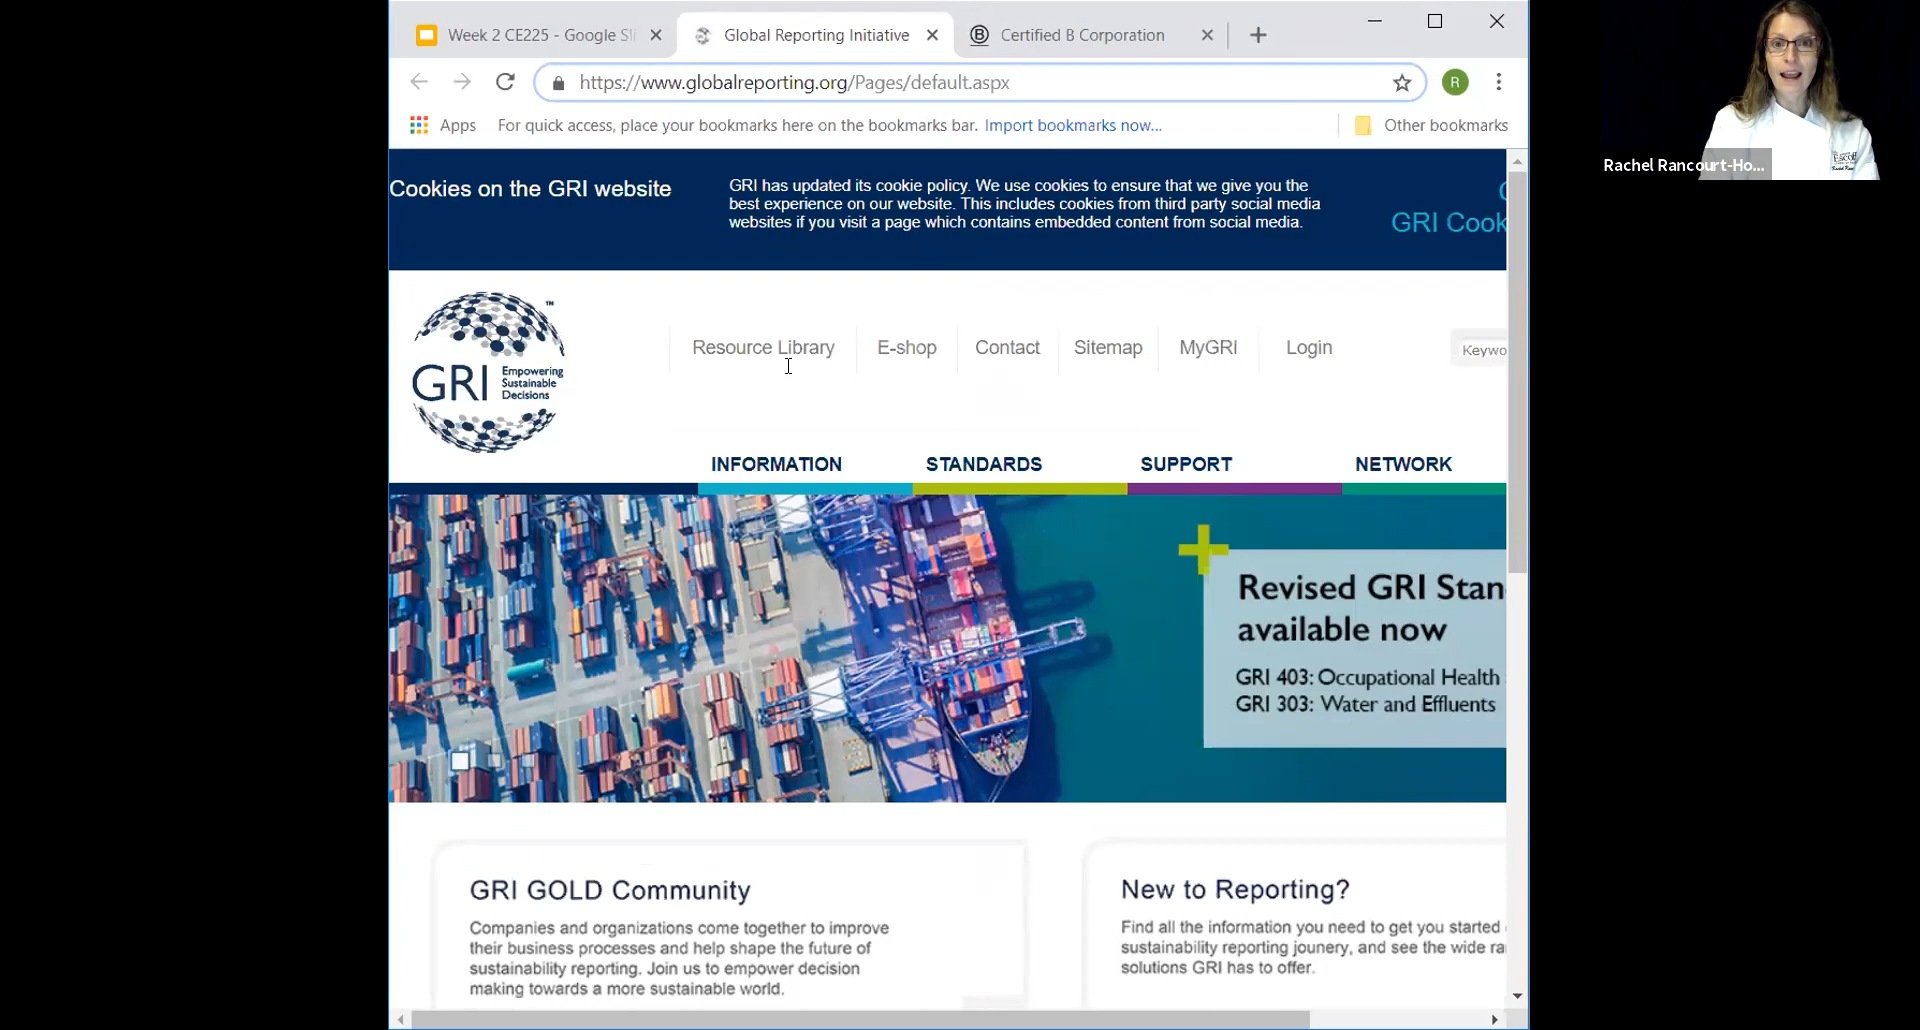 Week 2 CE225 - Google Sl
Global Reporting Initiative
Certified B Corporation
https://www.globalreporting.org/Pages/default.aspx
R
Apps
For quick access, place your bookmarks here on the bookmarks bar. Import bookmarks now...
Other bookmarks
Rachel Rancourt-Ho...
Cookies on the GRI website
GRI has updated its cookie policy. We use cookies to ensure that we give you the
best experience on our website. This includes cookies from third party social media
websites if you visit a page which contains embedded content from social media.
GRI Cook
GRI Empowering
Sustainable
Decisions
TM
Resource Library
E-shop
Contact
Sitemap
MyGRI
Login
Keywo
INFORMATION
STANDARDS
SUPPORT
NETWORK
Revised GRI Stan
available now
GRI 403: Occupational Health
GRI 303: Water and Effluents
GRI GOLD Community
Companies and organizations come together to improve
their business processes and help shape the future of
sustainability reporting. Join us to empower decision
making towards a more sustainable world.
New to Reporting?
Find all the information you need to get you started
sustainability reporting jounery, and see the wide ra
solutions GRI has to offer.